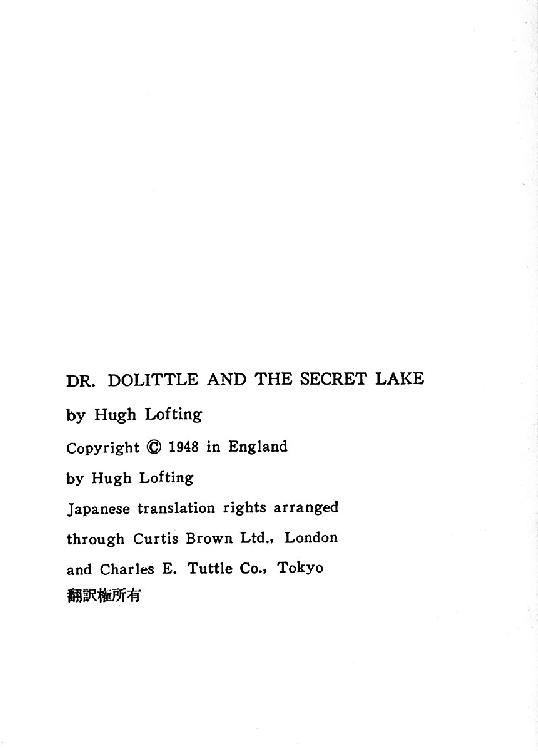 DR. DOLITTLE AND THE SECRET LAKE
by Hugh Lofting
Copyright © 1948 in England
by Hugh Lofting
Japanese translation rights arranged
through Curtis Brown Ltd., London
and Charles E. Tuttle Co., Tokyo
翻訳権所有